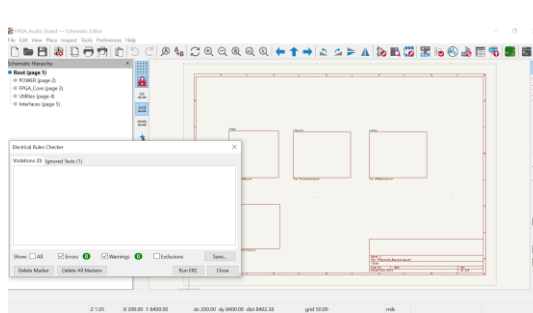 FPGA_Audio_Board — Schematic Editor
File Edit View Place Inspect Tools Preferences Help
Schematic Hierarchy
Root (page 1)
POWER (page 2)
FPGA_Core (page 3)
Utilities (page 4)
Interfaces (page 5)
Electrical Rules Checker
Violations (0) Ignored Tests (1)
Show: All Errors 0 Warnings 0 Exclusions Save...
Delete Marker Delete All Markers Run ERC Close
Z 1.05 X 200.00 Y 8400.00 dx 200.00 dy 8400.00 dist 8402.38 grid 50.00 mils